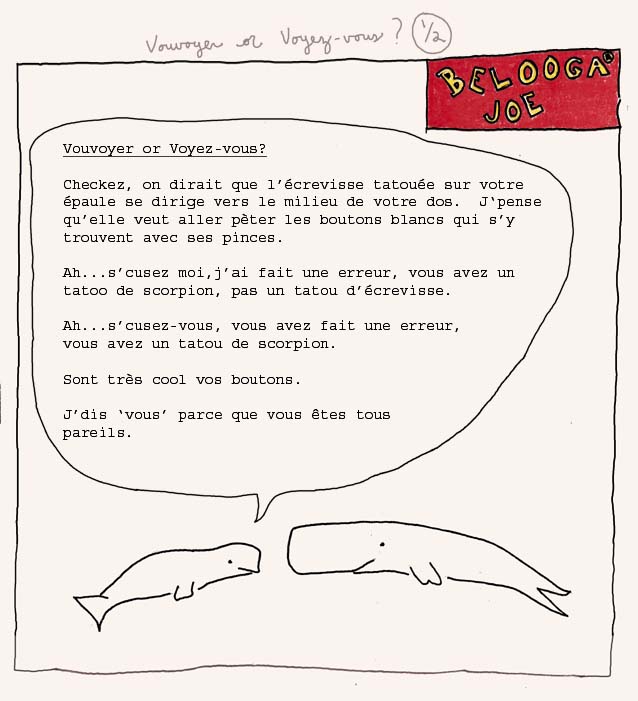 Vouvoyer or Voyez-vous? 1/2
BELOOGA®
JOE
Vouvoyer or Voyez-vous?
Checkez, on dirait que l’écrevisse tatouée sur votre
épaule se dirige vers le milieu de votre dos.  J‘pense
qu’elle veut aller pèter les boutons blancs qui s’y
trouvent avec ses pinces.
Ah...s’cusez moi,j’ai fait une erreur, vous avez un
tatoo de scorpion, pas un tatou d’écrevisse.
Ah...s’cusez-vous, vous avez fait une erreur,
vous avez un tatou de scorpion.
Sont très cool vos boutons.
J’dis ‘vous’ parce que vous êtes tous
pareils.